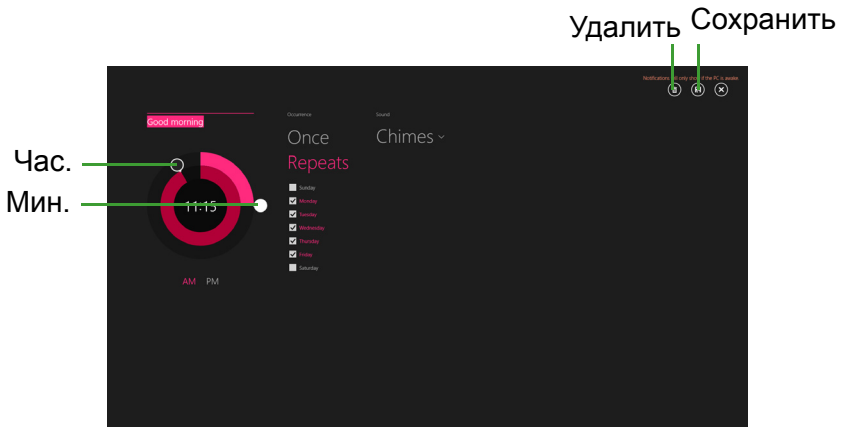 Удалить Сохранить
Notifications will only show if the PC is awake
Good morning
Occurrence
Sound
Once
Chimes
Repeats
Час.
Мин.
11:15
Sunday
Monday
Tuesday
Wednesday
Thursday
Friday
Saturday
AM PM